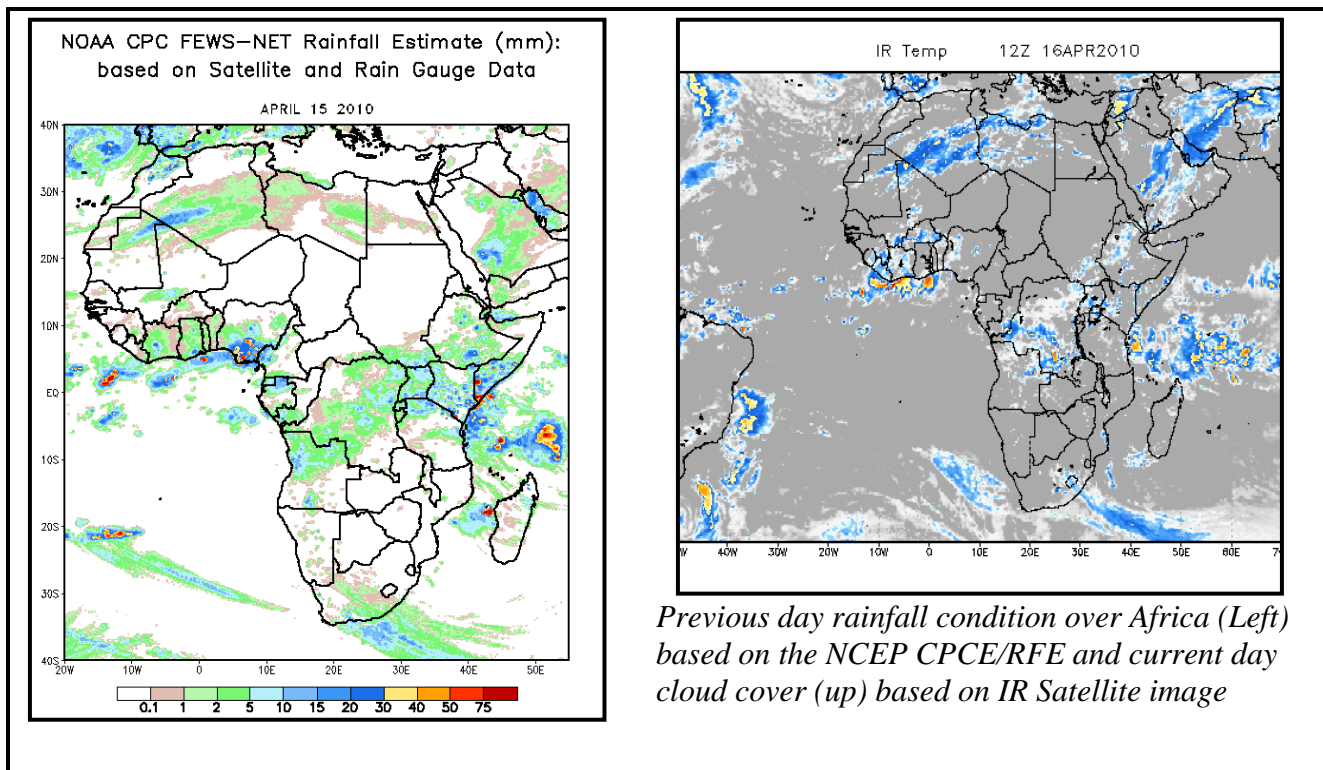 NOAA CPC FEWS-NET Rainfall Estimate (mm):
based on Satellite and Rain Gauge Data
APRIL 15 2010
40N
30N
20N
10N
EQ
10S
20S
30S
40S
20W 10W 0 10E 20E 30E 40E 50E
0.1 1 2 5 10 15 20 30 40 50 75
IR Temp 12Z 16APR2010
40W 30W 20W 10W 0 10E 20E 30E 40E 50E 60E
Previous day rainfall condition over Africa (Left)
based on the NCEP CPCE/RFE and current day
cloud cover (up) based on IR Satellite image